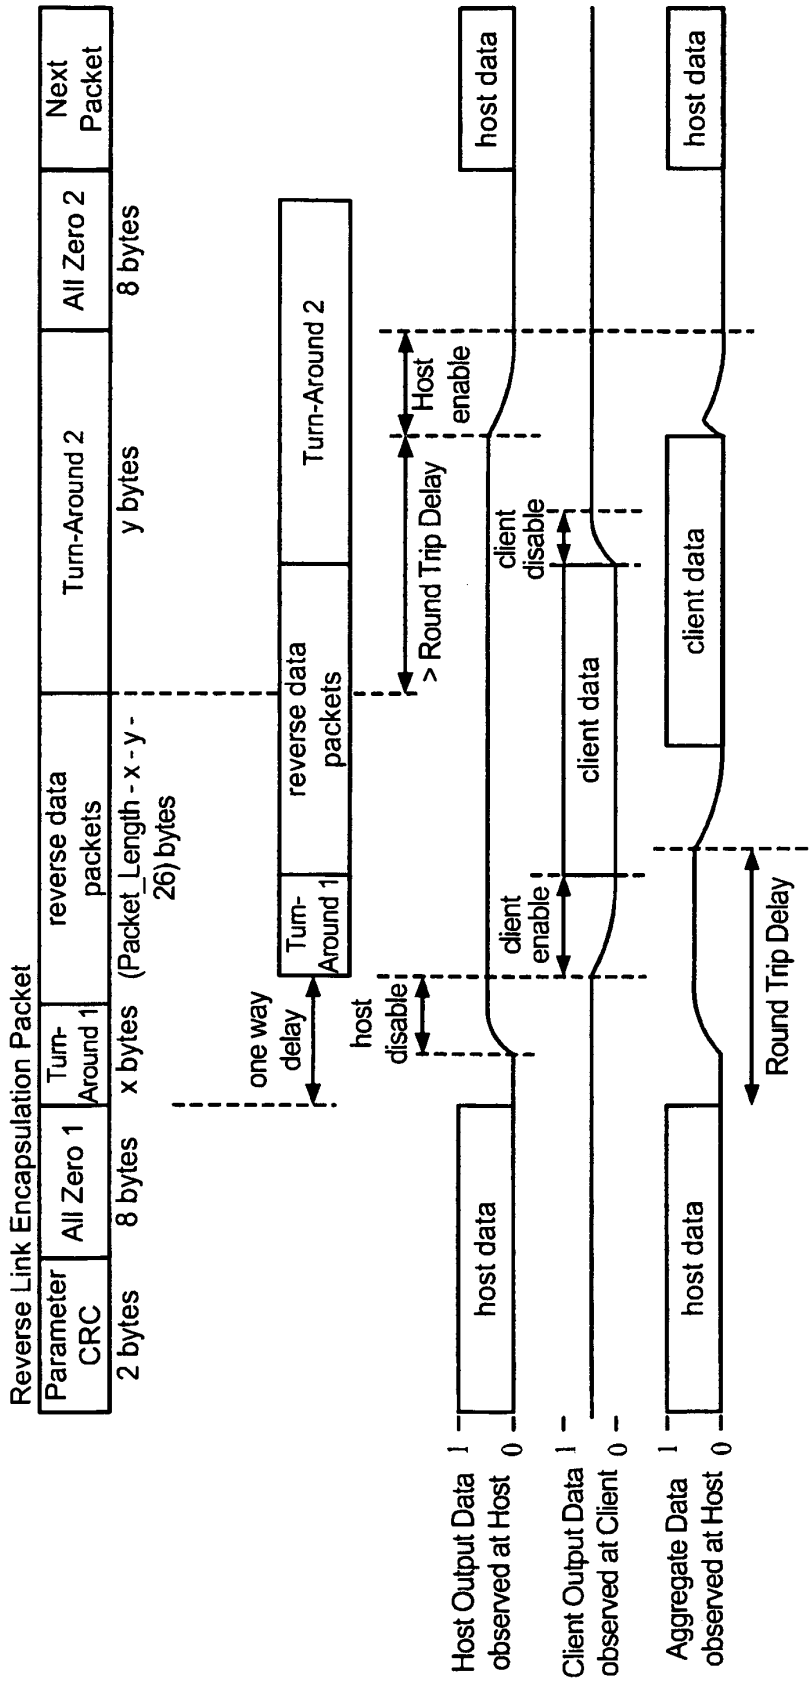 Reverse Link Encapsulation Packet
Parameter
CRC
All Zero 1
Turn-
Around 1
reverse data
packets
Turn-Around 2
All Zero 2
Next
Packet
2 bytes
8 bytes
x bytes
(Packet_Length - x - y -
26) bytes
y bytes
8 bytes
one way
delay
Turn-
Around 1
reverse data
packets
Turn-Around 2
host
disable
> Round Trip Delay
Host
enable
Host Output Data
observed at Host
1
0
host data
host data
client
enable
client
disable
Client Output Data
observed at Client
1
0
client data
Aggregate Data
observed at Host
1
0
host data
client data
host data
Round Trip Delay